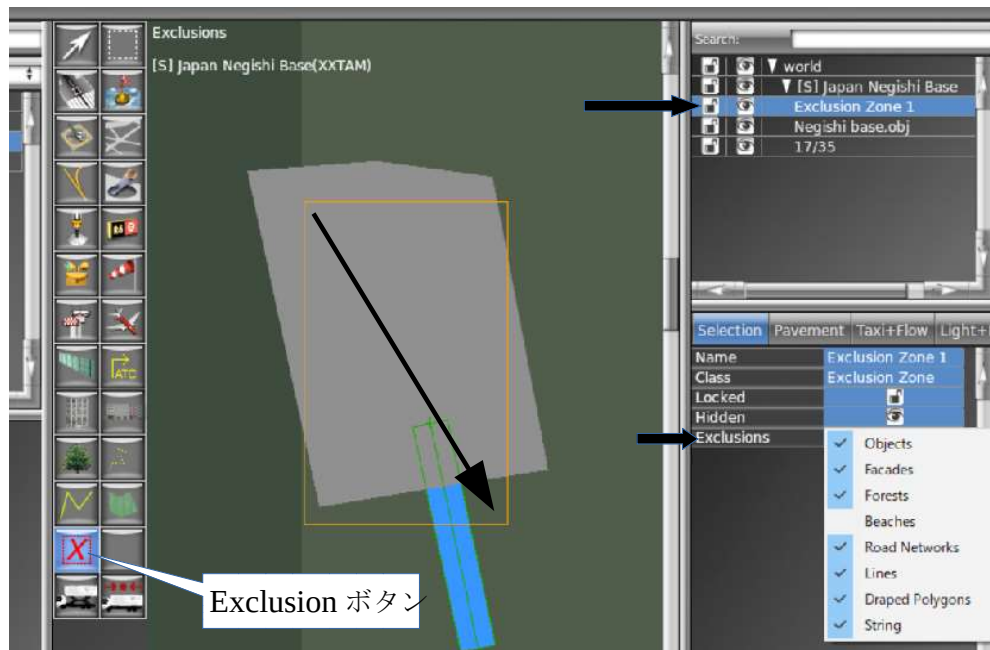 Exclusions
[S] Japan Negishi Base(XXTAM)
Search:
world
[S] Japan Negishi Base
Exclusion Zone 1
Negishi base.obj
17/35
Selection Pavement Taxi+Flow Light+
Name Exclusion Zone 1
Class Exclusion Zone
Locked
Hidden
Exclusions
Objects
Facades
Forests
Beaches
Road Networks
Lines
Draped Polygons
String
ATC
X
Exclusion ボタン